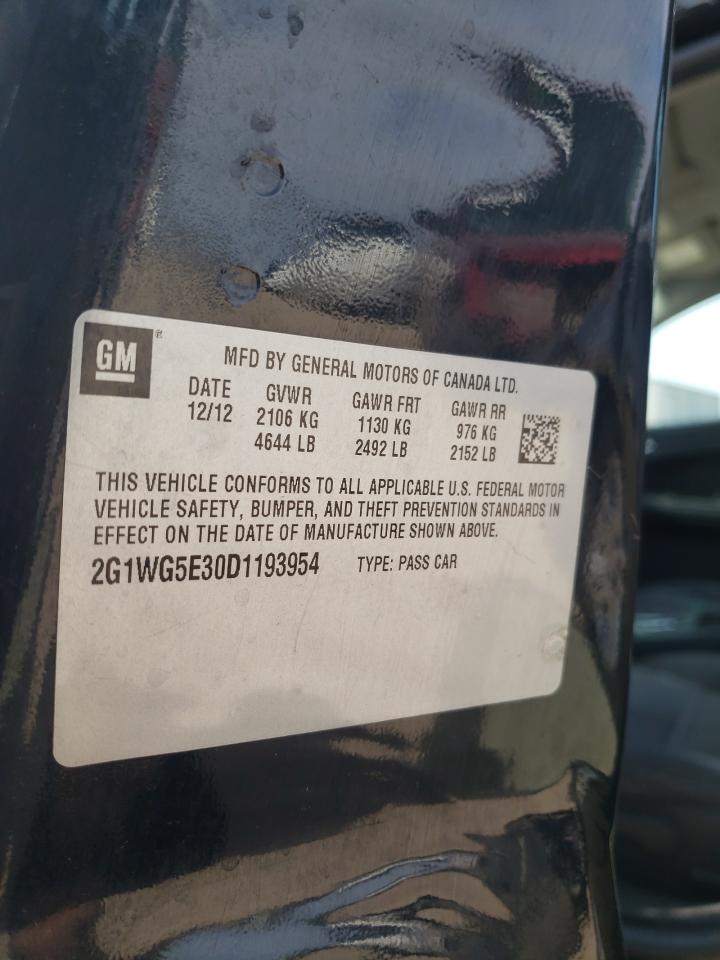 GM®
MFD BY GENERAL MOTORS OF CANADA LTD.
DATE GVWR GAWR FRT GAWR RR
12/12 2106 KG 1130 KG 976 KG
4644 LB 2492 LB 2152 LB
THIS VEHICLE CONFORMS TO ALL APPLICABLE U.S. FEDERAL MOTOR
VEHICLE SAFETY, BUMPER, AND THEFT PREVENTION STANDARDS IN
EFFECT ON THE DATE OF MANUFACTURE SHOWN ABOVE.
2G1WG5E30D1193954 TYPE: PASS CAR